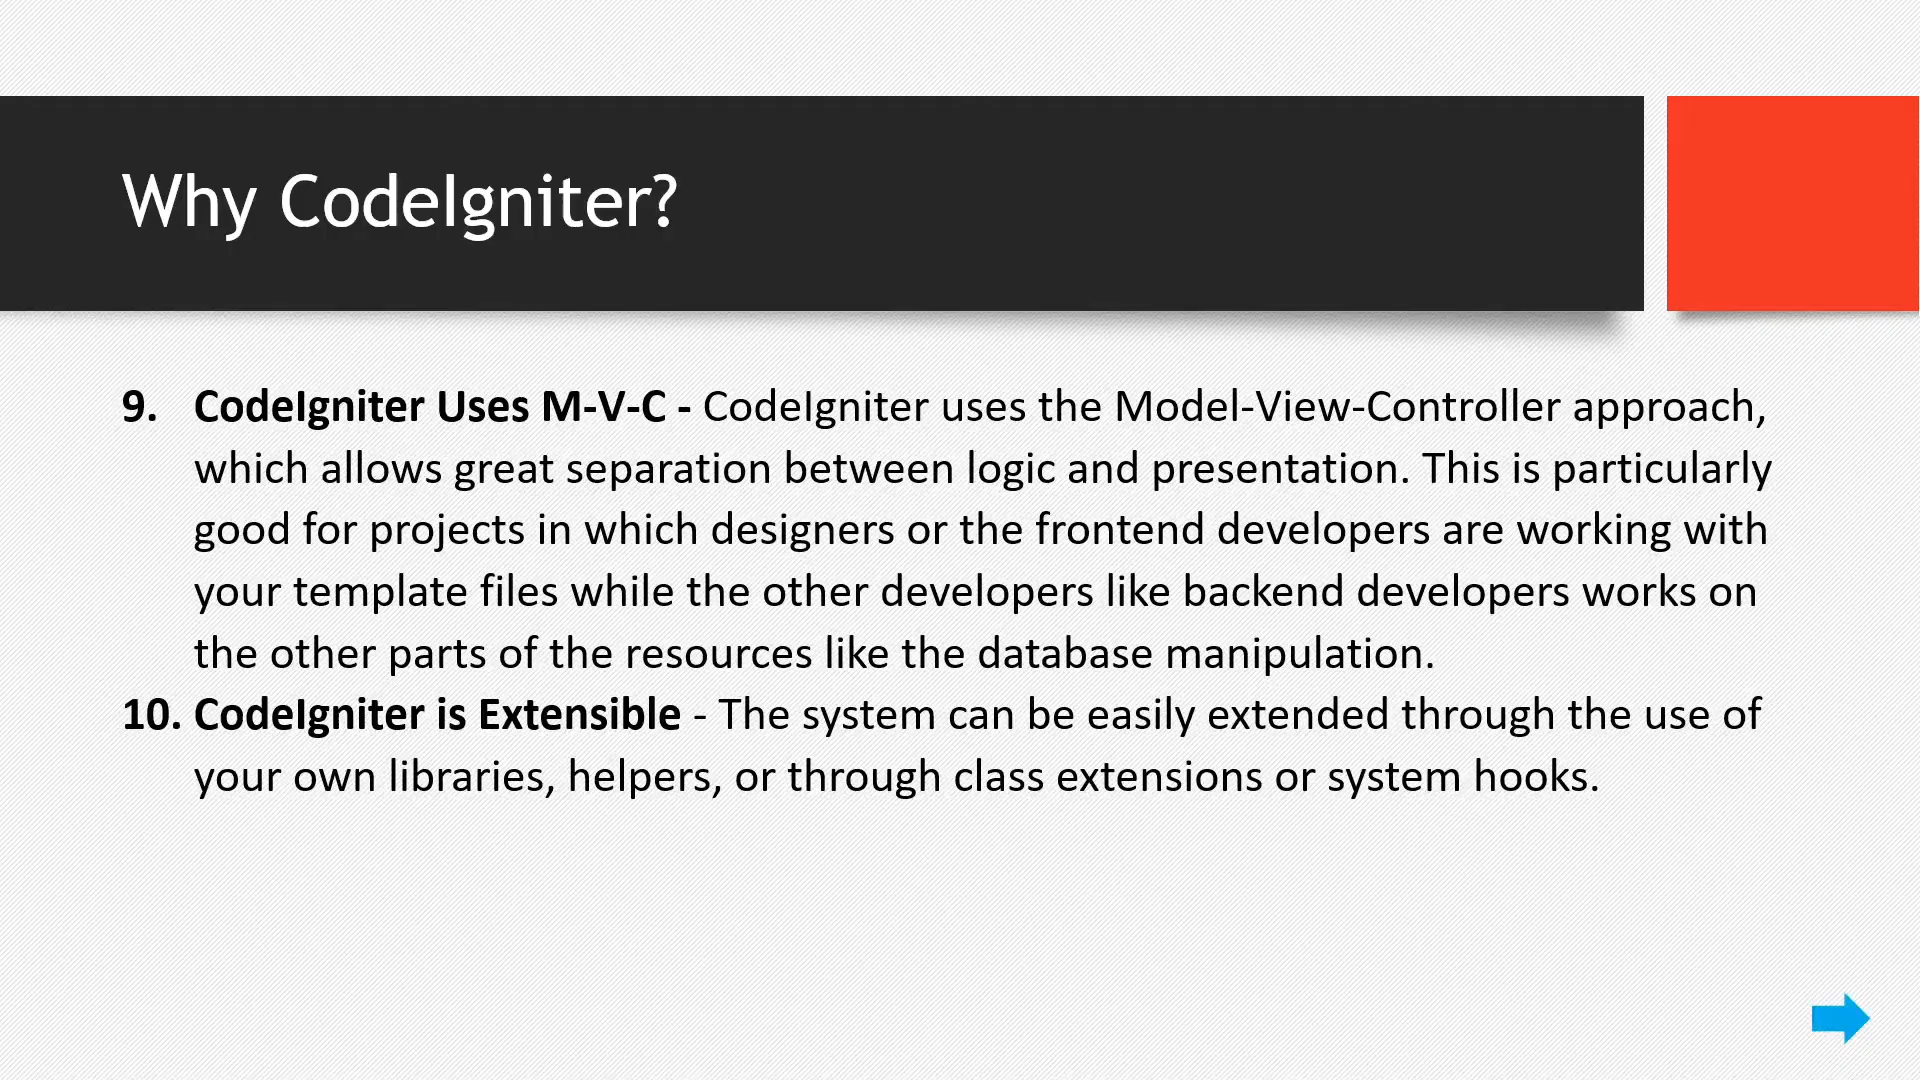 Why CodeIgniter?
9. CodeIgniter Uses M-V-C - CodeIgniter uses the Model-View-Controller approach,
which allows great separation between logic and presentation. This is particularly
good for projects in which designers or the frontend developers are working with
your template files while the other developers like backend developers works on
the other parts of the resources like the database manipulation.
10. CodeIgniter is Extensible - The system can be easily extended through the use of
your own libraries, helpers, or through class extensions or system hooks.